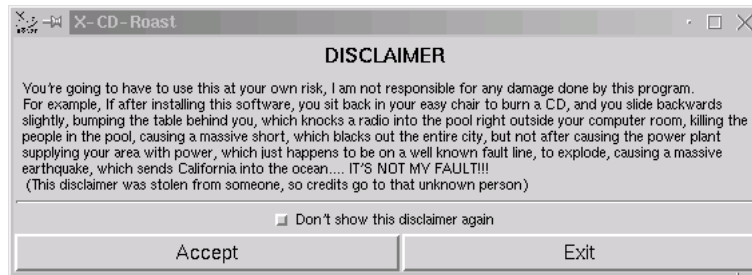 X-CD-Roast
DISCLAIMER
You're going to have to use this at your own risk, I am not responsible for any damage done by this program.
For example, If after installing this software, you sit back in your easy chair to burn a CD, and you slide backwards
slightly, bumping the table behind you, which knocks a radio into the pool right outside your computer room, killing the
people in the pool, causing a massive short, which blacks out the entire city, but not after causing the power plant
supplying your area with power, which just happens to be on a well known fault line, to explode, causing a massive
earthquake, which sends California into the ocean.... IT'S NOT MY FAULT!!!
(This disclaimer was stolen from someone, so credits go to that unknown person)
Don't show this disclaimer again
Accept Exit